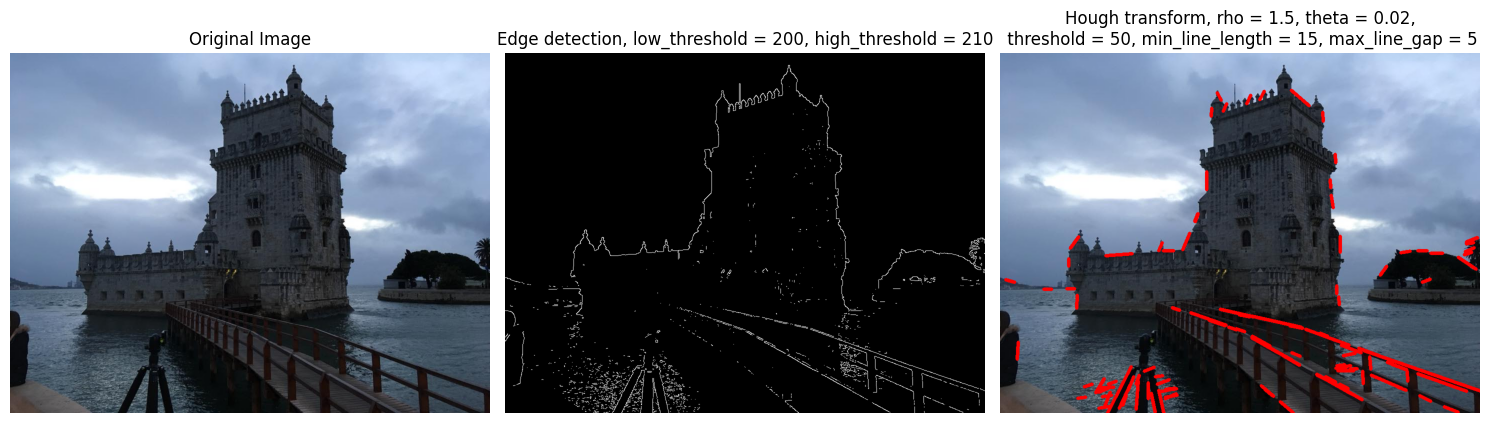 Original Image
Edge detection, low_threshold = 200, high_threshold = 210
Hough transform, rho = 1.5, theta = 0.02,
threshold = 50, min_line_length = 15, max_line_gap = 5